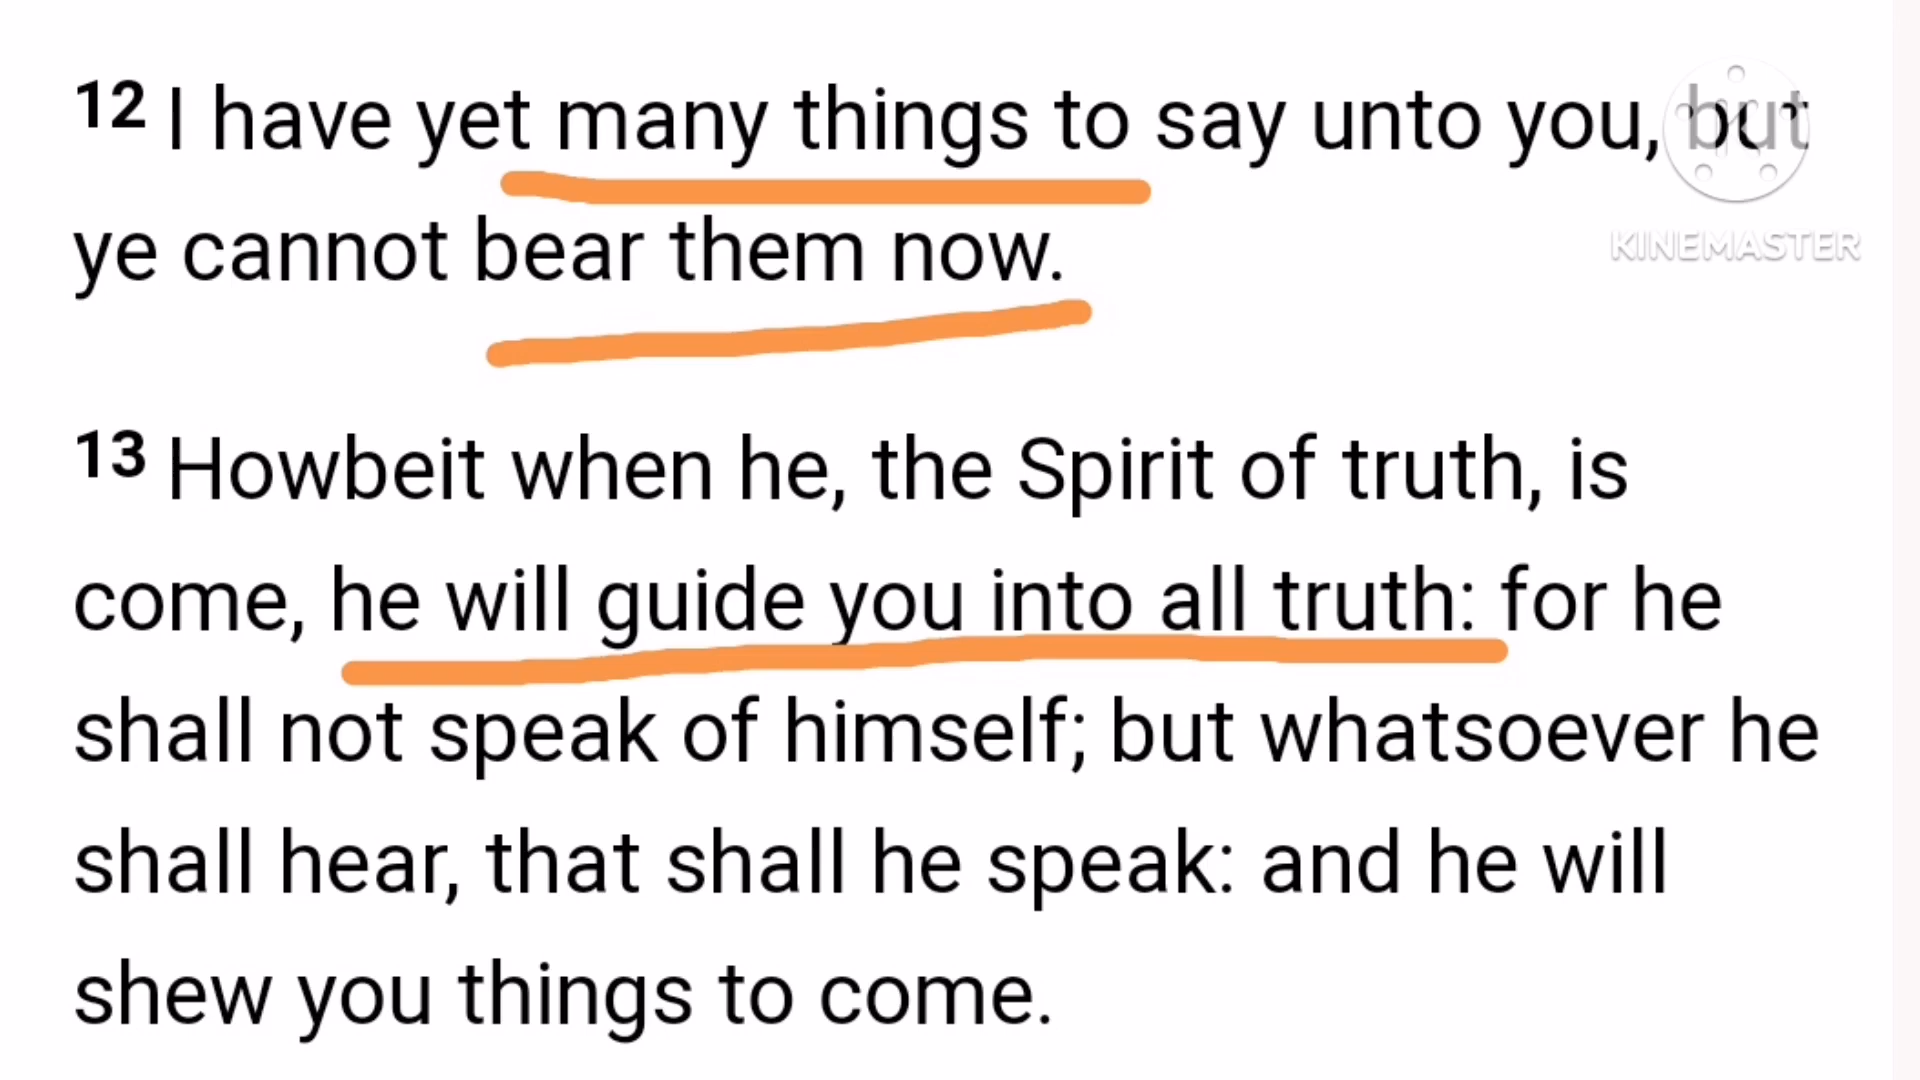 12 I have yet many things to say unto you, but
ye cannot bear them now.
KINEMASTER
13 Howbeit when he, the Spirit of truth, is
come, he will guide you into all truth: for he
shall not speak of himself; but whatsoever he
shall hear, that shall he speak: and he will
shew you things to come.